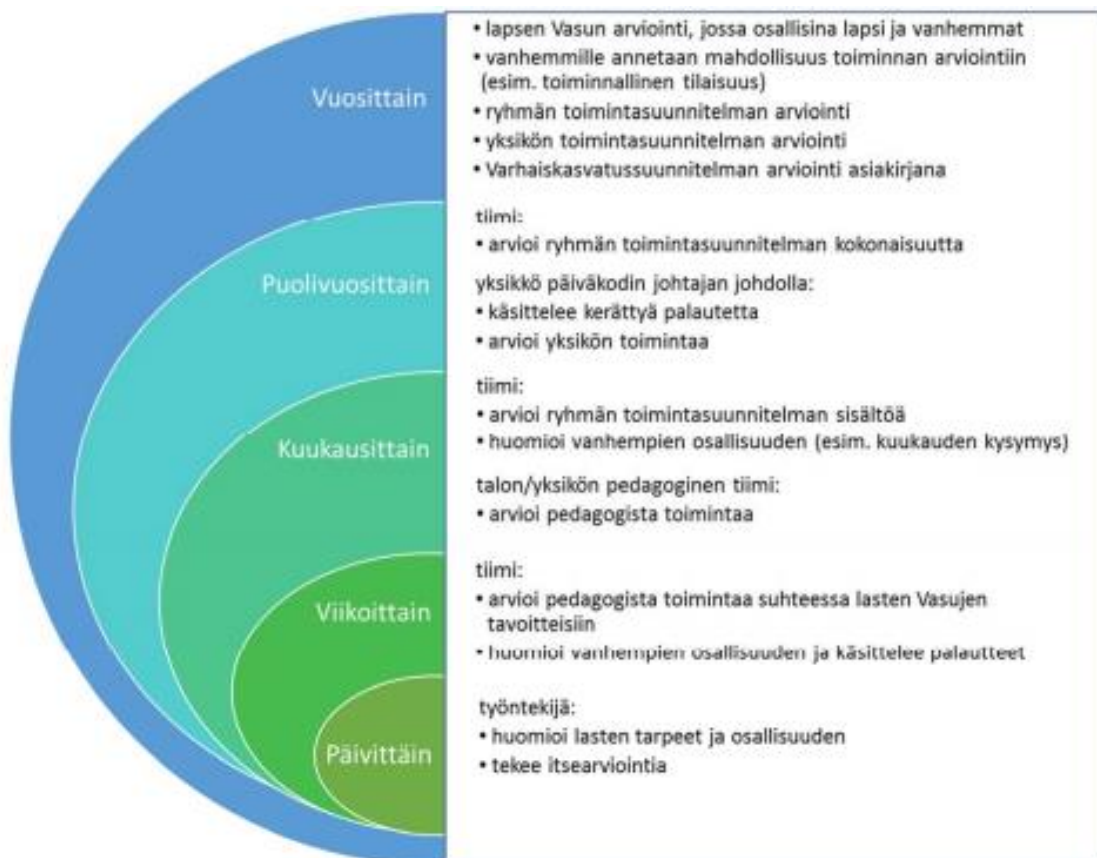 Vuosittain
• lapsen Vasun arviointi, jossa osallisina lapsi ja vanhemmat
• vanhemmille annetaan mahdollisuus toiminnan arviointiin
(esim. toiminnallinen tilaisuus)
• ryhmän toimintasuunnitelman arviointi
• yksikön toimintasuunnitelman arviointi
• Varhaiskasvatussuunnitelman arviointi asiakirjana
Puolivuosittain
tiimi:
• arvioi ryhmän toimintasuunnitelman kokonaisuutta
yksikkö päiväkodin johtajan johdolla:
• käsittelee kerättyä palautetta
• arvioi yksikön toimintaa
Kuukausittain
tiimi:
• arvioi ryhmän toimintasuunnitelman sisältöä
• huomioi vanhempien osallisuuden (esim. kuukauden kysymys)
talon/yksikön pedagoginen tiimi:
• arvioi pedagogista toimintaa
Viikoittain
tiimi:
• arvioi pedagogista toimintaa suhteessa lasten Vasujen
tavoitteisiin
• huomioi vanhempien osallisuuden ja käsittelee palautteet
Päivittäin
työntekijä:
• huomioi lasten tarpeet ja osallisuuden
• tekee itsearviointia